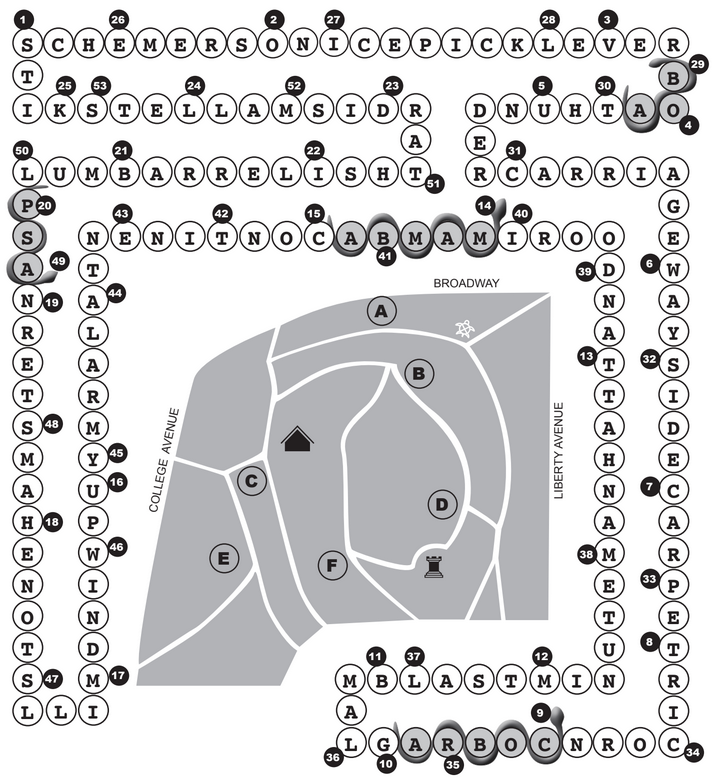 1 26 2 27 28 3
S C H E M E R S O N I C E P I C K L E V E R
T B 29
25 53 24 52 23 5 30
I K S T E L L A M S I D R D N U H T A O 4
A E
50 21 22 31
L U M B A R R E L I S H T 51 R C A R R I A
P 20 G
43 42 15 14 40
S N E N I T N O C A B M A M I R O O E
41
A 49 T D 39 6 W
BROADWAY
N 19 A 44 N A
A
R L A Y
E A 13 T 32 S
B
T R T I
S 48 M A D
COLLEGE AVENUE
LIBERTY AVENUE
M Y 45 H E
C
A U 16 N 7 C
D
H 18 P A A
E W 46 38 M R
E F
N I E 33 P
O N T E
T D U 8 T
11 37 12
S 47 M 17 M B L A S T M I N R
L L I A I
9
36 L G A R B O C N R O C 34
10 35